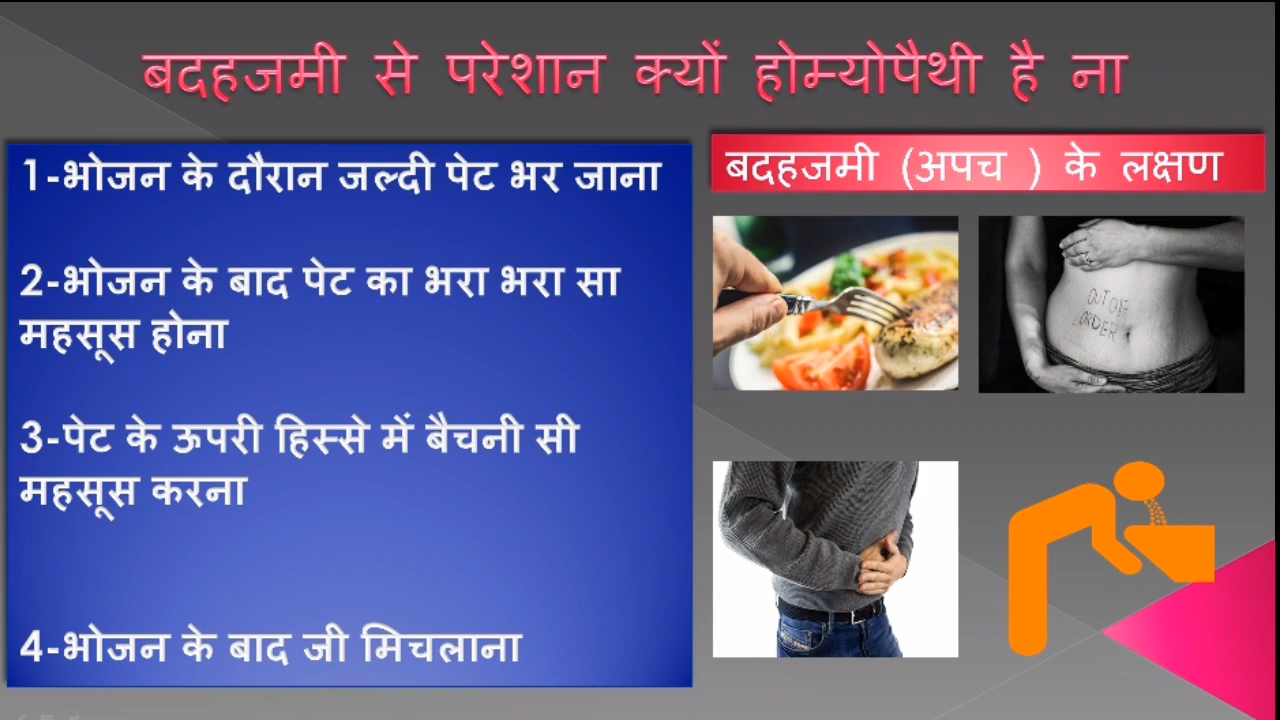 बदहजमी से परेशान क्यों होम्योपैथी है ना
1-भोजन के दौरान जल्दी पेट भर जाना
2-भोजन के बाद पेट का भरा भरा सा
महसूस होना
3-पेट के ऊपरी हिस्से में बैचनी सी
महसूस करना
4-भोजन के बाद जी मिचलाना
बदहजमी (अपच ) के लक्षण
OUT OF
ORDER